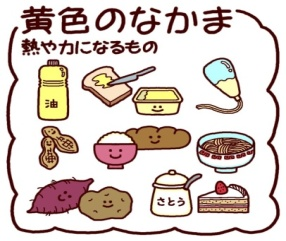 黄色のなかま
熱や力になるもの
油
さとう